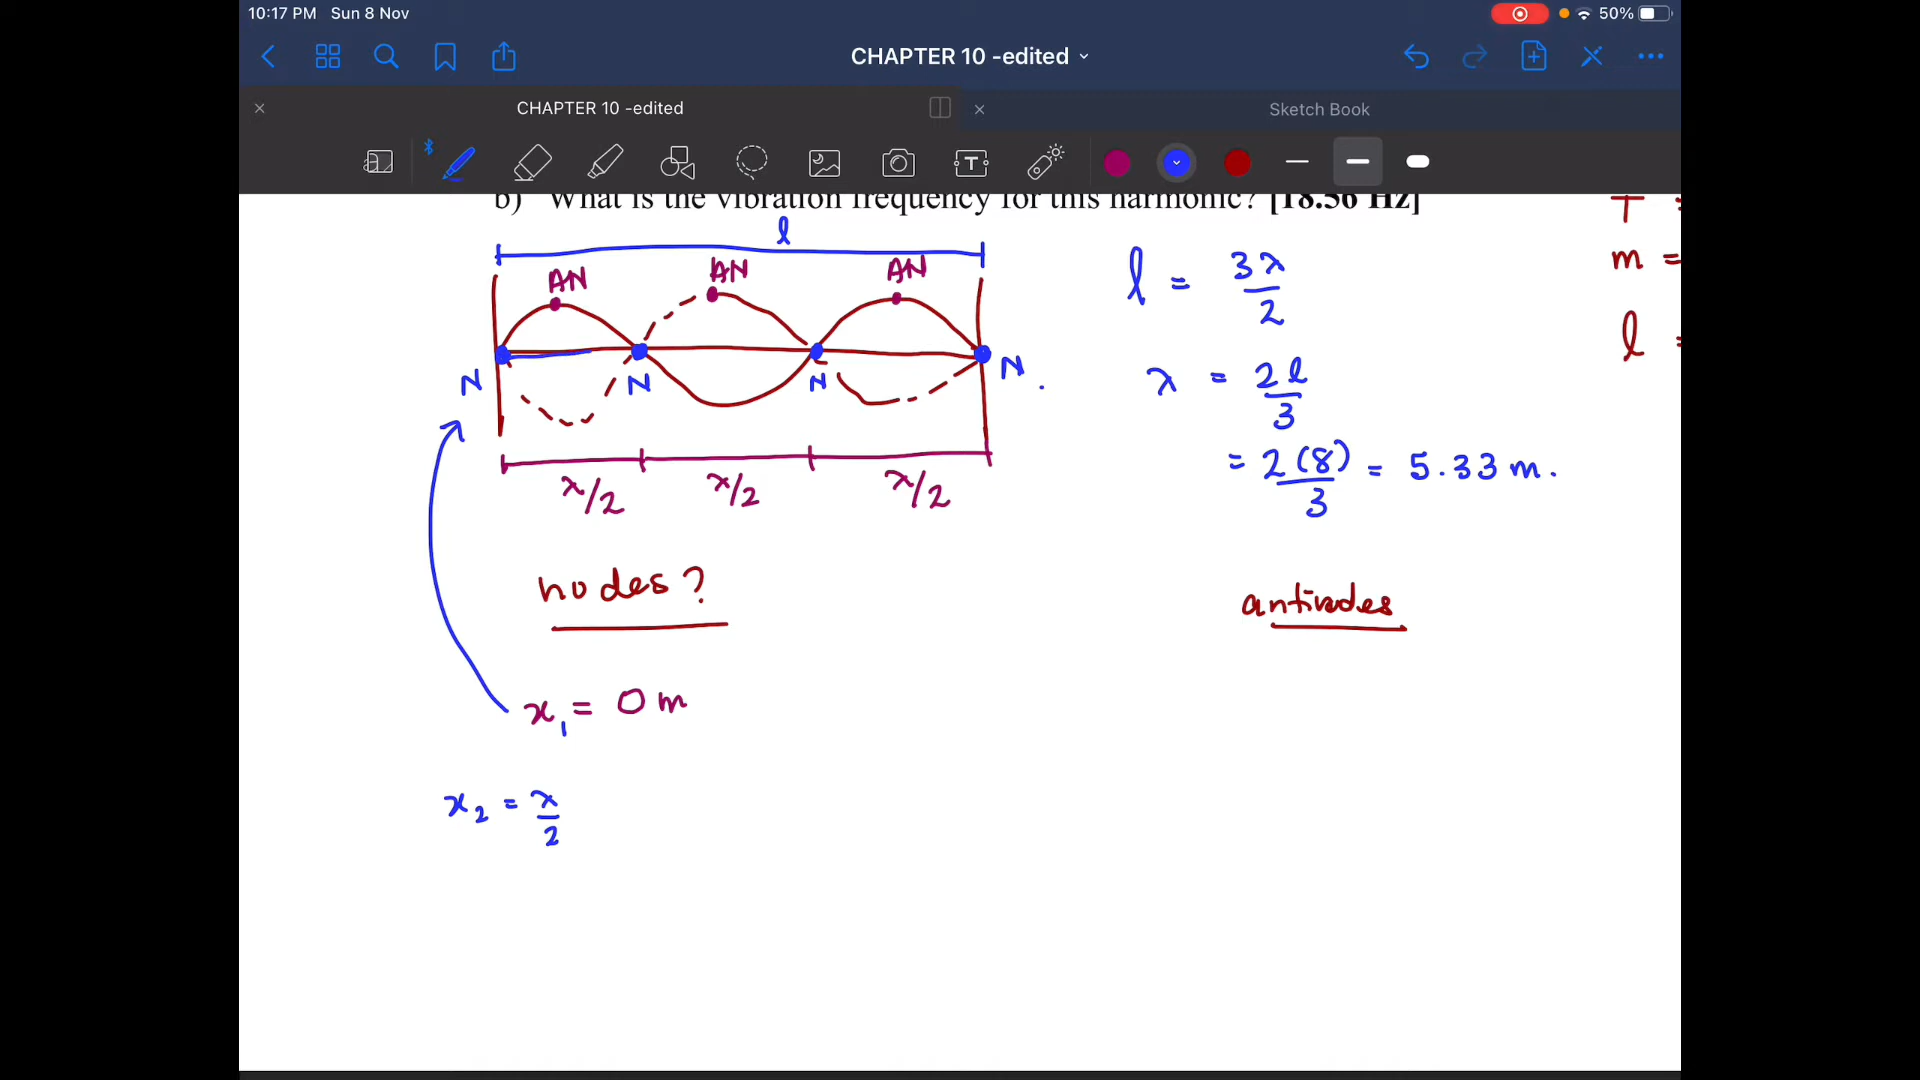 10:17 PM Sun 8 Nov
50%
CHAPTER 10 -edited
CHAPTER 10 -edited
Sketch Book
b) What is the vibration frequency for this harmonic? [18.56 Hz]
T :
m =
l =
l
AN AN AN
N N N N.
λ/2 λ/2 λ/2
l = 3λ/2
λ = 2l/3
= 2(8)/3 = 5.33 m.
nodes?
antinodes
x₁ = 0 m
x₂ = λ/2